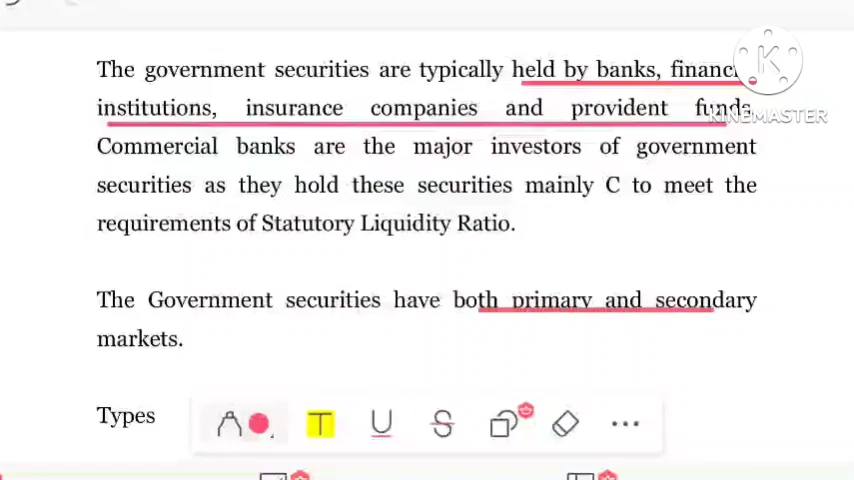 The government securities are typically held by banks, financi
institutions, insurance companies and provident funds.
Commercial banks are the major investors of government
securities as they hold these securities mainly C to meet the
requirements of Statutory Liquidity Ratio.
The Government securities have both primary and secondary
markets.
Types
T
U
S
K
KINEMASTER